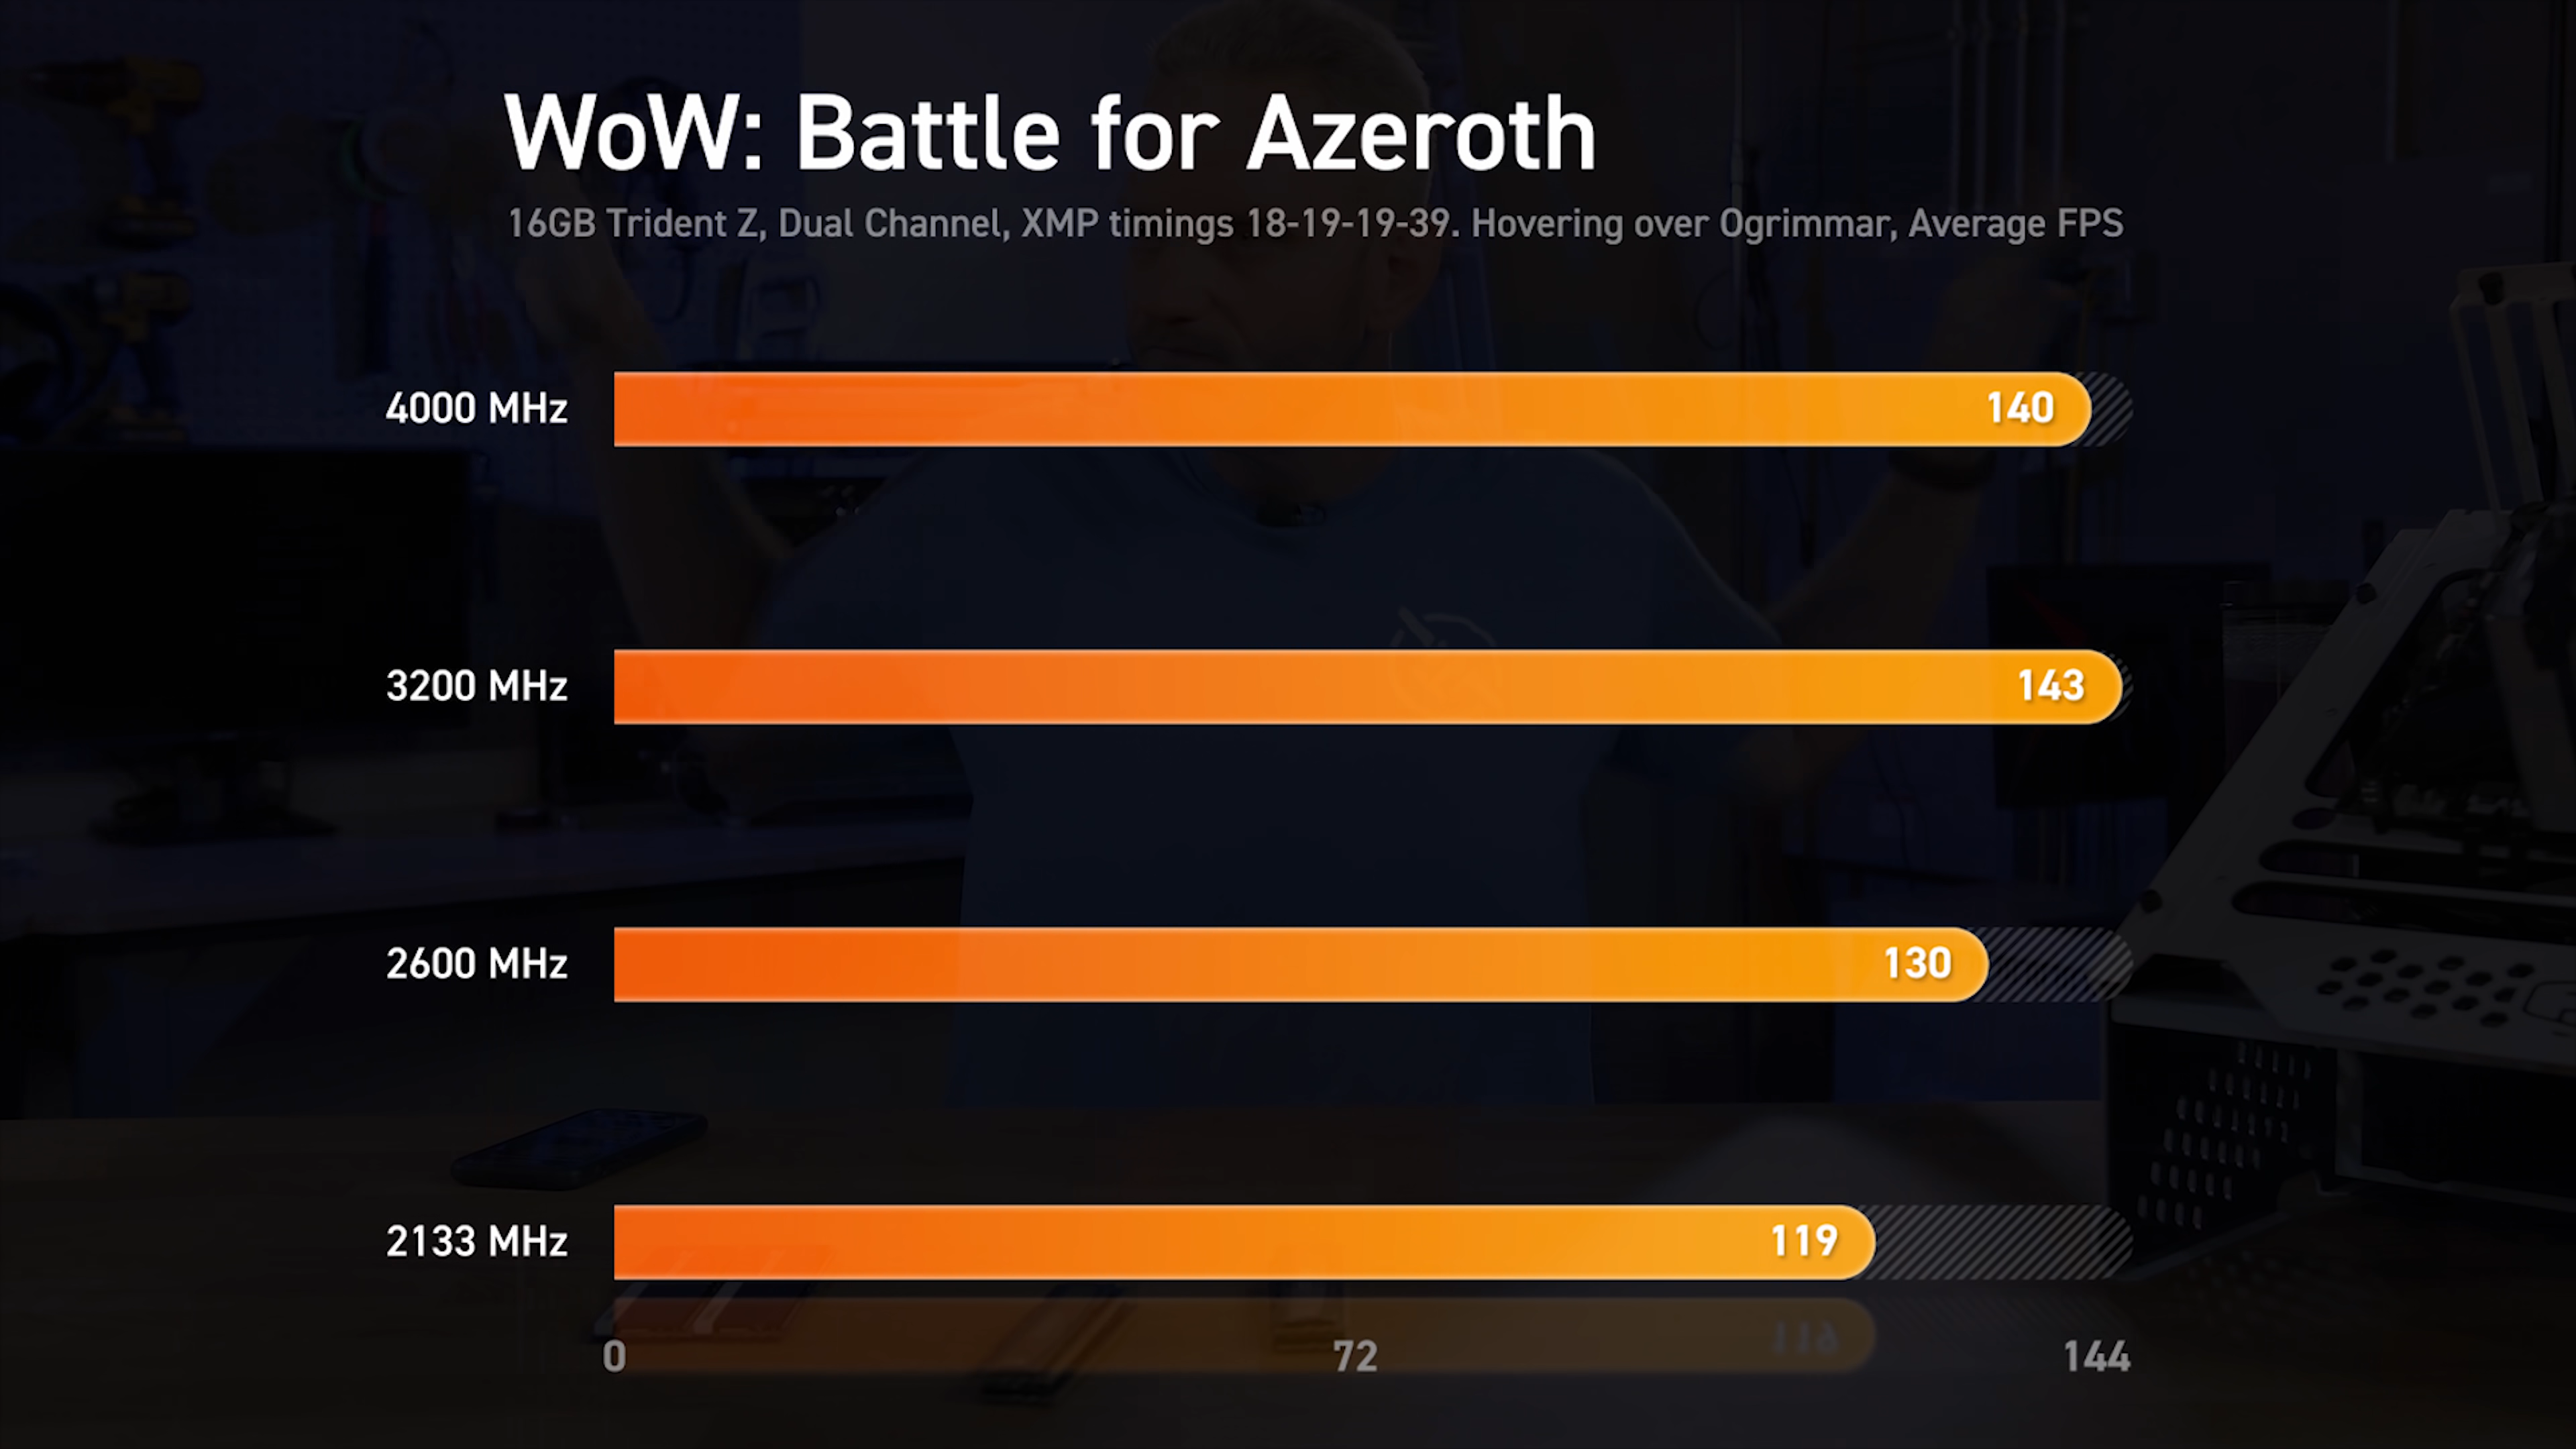 WoW: Battle for Azeroth
16GB Trident Z, Dual Channel, XMP timings 18-19-19-39. Hovering over Ogrimmar, Average FPS
4000 MHz 140
3200 MHz 143
2600 MHz 130
2133 MHz 119
0 72 144